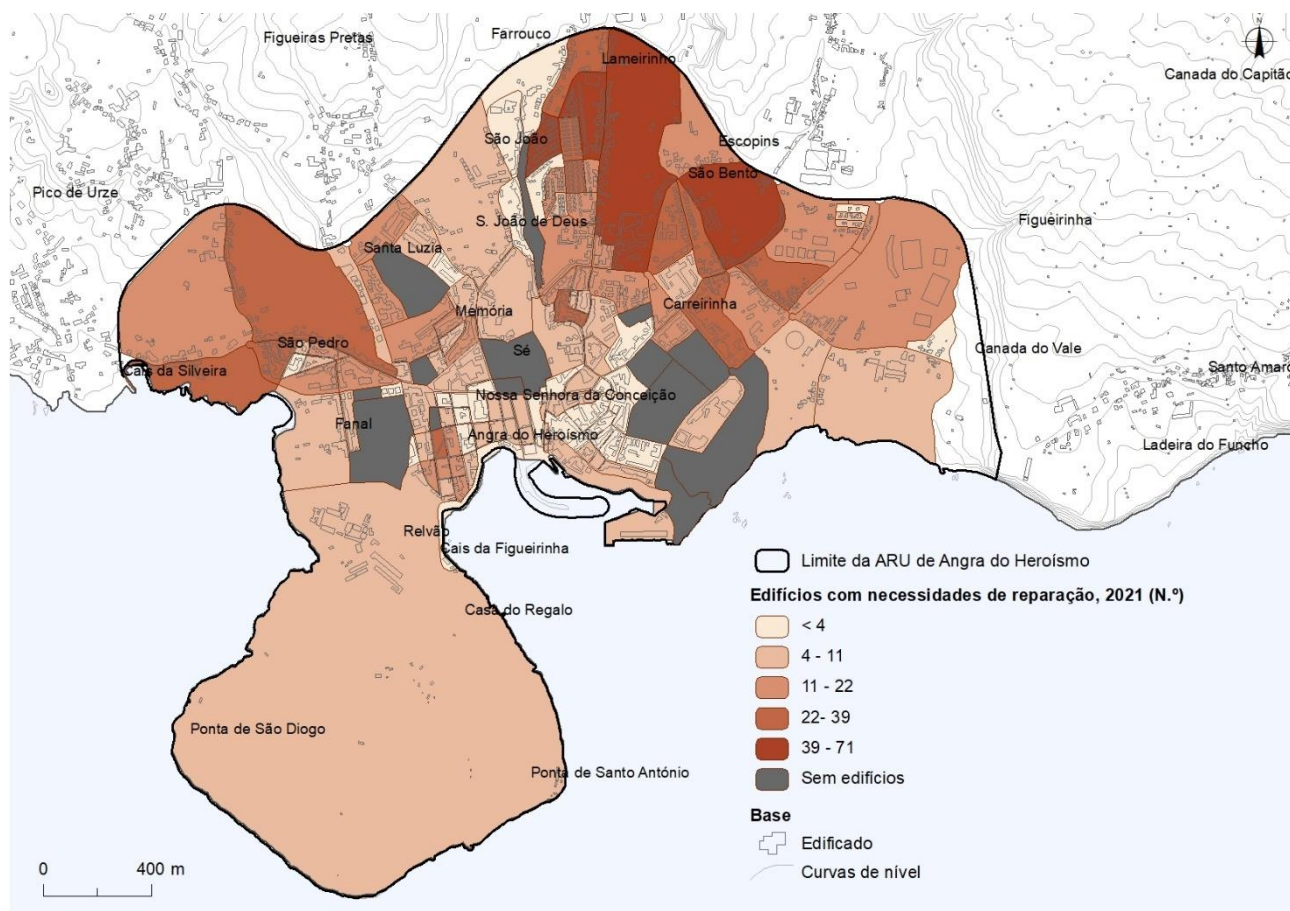 Farrouco
Figueiras Pretas
N
Lameirinho
Canada do Capitão
São João
Escopins
São Bento
Pico de Urze
S. João de Deus
Figueirinha
Santa Luzia
Carreirinha
Memória
São Pedro
Sé
Canada do Vale
Cais da Silveira
Santo Amaro
Nossa Senhora da Conceição
Fanal
Angra do Heroísmo
Ladeira do Funcho
Relvão
Cais da Figueirinha
Casa do Regalo
Ponta de São Diogo
Ponta de Santo António
Limite da ARU de Angra do Heroísmo
Edifícios com necessidades de reparação, 2021 (N.º)
< 4
4 - 11
11 - 22
22- 39
39 - 71
Sem edifícios
Base
Edificado
Curvas de nível
0 400 m